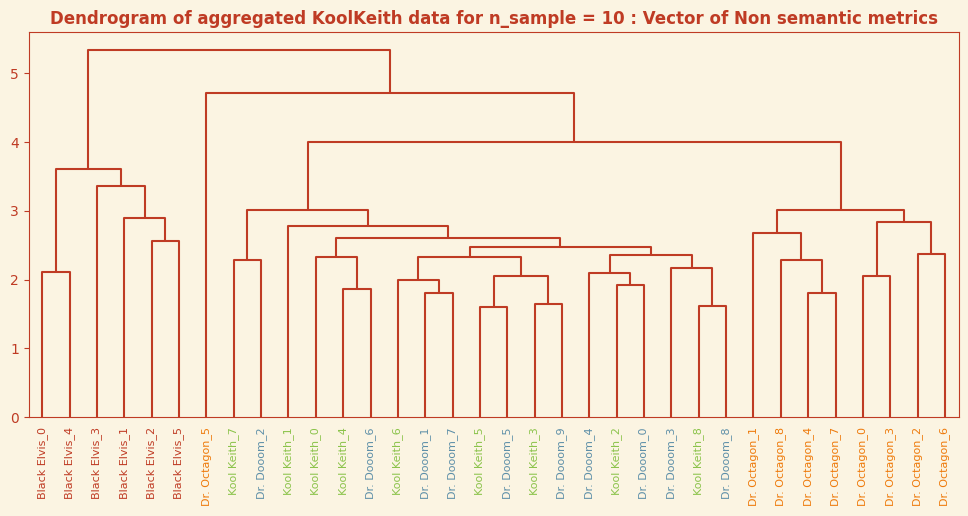 Dendrogram of aggregated KoolKeith data for n_sample = 10 : Vector of Non semantic metrics
5
4
3
2
1
0
Black Elvis_0
Black Elvis_4
Black Elvis_3
Black Elvis_1
Black Elvis_2
Black Elvis_5
Dr. Octagon_5
Kool Keith_7
Dr. Dooom_2
Kool Keith_1
Kool Keith_0
Kool Keith_4
Dr. Dooom_6
Kool Keith_6
Dr. Dooom_1
Dr. Dooom_7
Kool Keith_5
Dr. Dooom_5
Kool Keith_3
Dr. Dooom_9
Dr. Dooom_4
Kool Keith_2
Dr. Dooom_0
Dr. Dooom_3
Kool Keith_8
Dr. Dooom_8
Dr. Octagon_1
Dr. Octagon_8
Dr. Octagon_4
Dr. Octagon_7
Dr. Octagon_0
Dr. Octagon_3
Dr. Octagon_2
Dr. Octagon_6